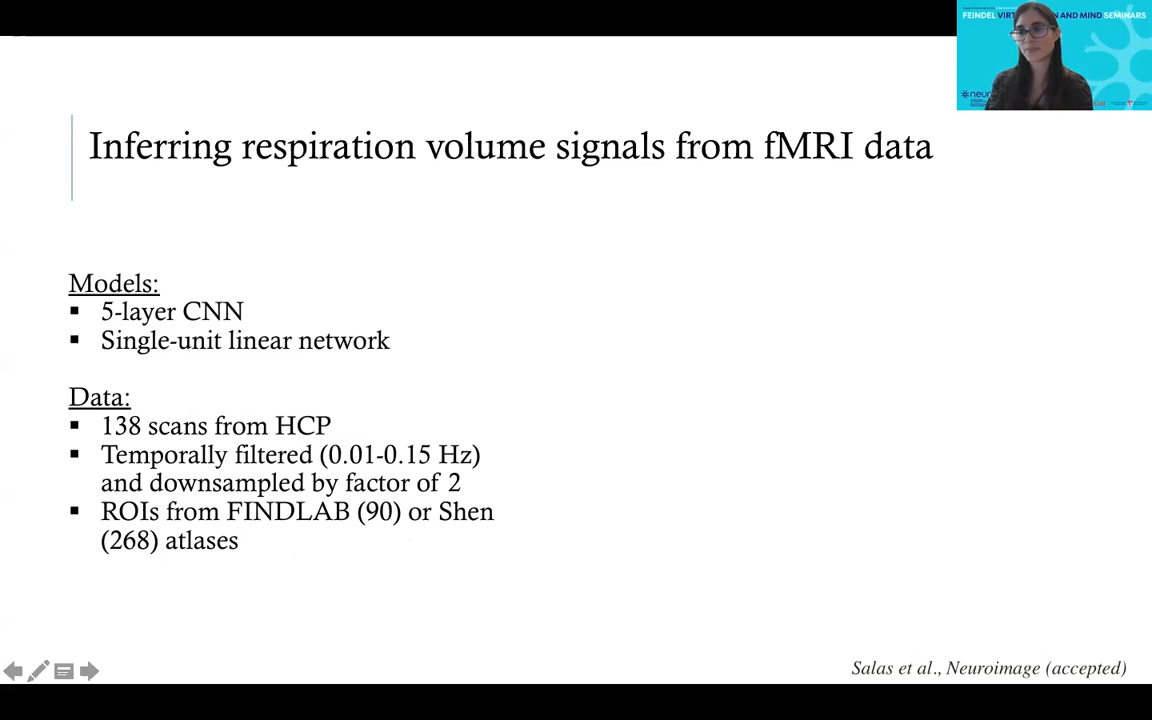 FEINDEL VIRT N AND MIND SEMINARS
Inferring respiration volume signals from fMRI data
Models:
▪ 5-layer CNN
▪ Single-unit linear network
Data:
▪ 138 scans from HCP
▪ Temporally filtered (0.01-0.15 Hz)
and downsampled by factor of 2
▪ ROIs from FINDLAB (90) or Shen
(268) atlases
Salas et al., Neuroimage (accepted)